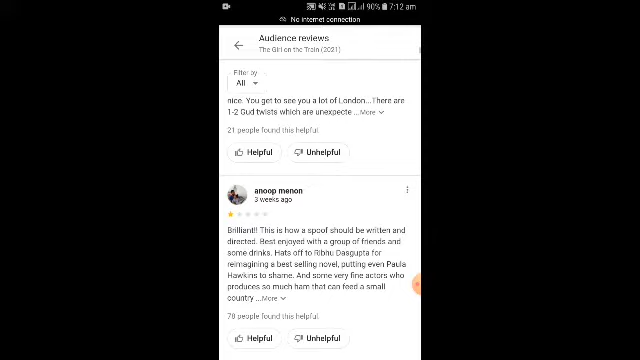 90% 7:12 am
No internet connection
Audience reviews
The Girl on the Train (2021)
Filter by
All
nice. You get to see you a lot of London...There are
1-2 Gud twists which are unexpecte ...More
21 people found this helpful.
Helpful Unhelpful
anoop menon
3 weeks ago
Brilliant!! This is how a spoof should be written and
directed. Best enjoyed with a group of friends and
some drinks. Hats off to Ribhu Dasgupta for
reimagining a best selling novel, putting even Paula
Hawkins to shame. And some very fine actors who
produces so much ham that can feed a small
country ...More
78 people found this helpful.
Helpful Unhelpful